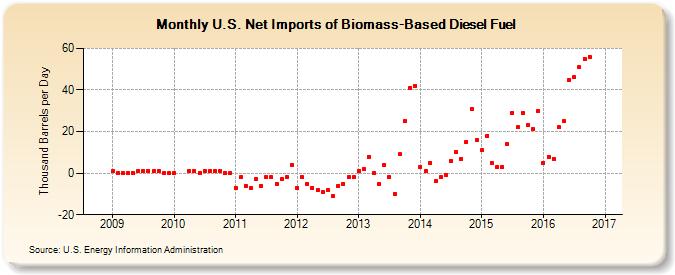 Monthly U.S. Net Imports of Biomass-Based Diesel Fuel
Thousand Barrels per Day
60
40
20
0
-20
2009 2010 2011 2012 2013 2014 2015 2016 2017
Source: U.S. Energy Information Administration